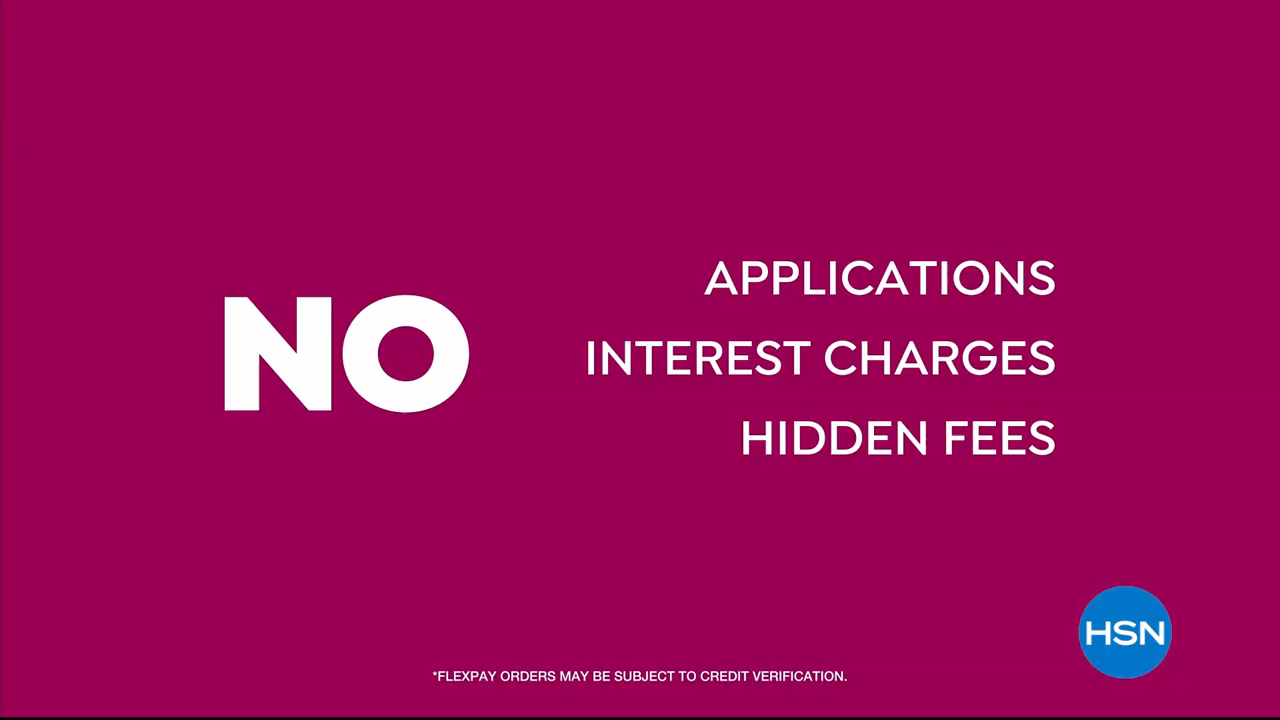 NO
APPLICATIONS
INTEREST CHARGES
HIDDEN FEES
HSN
*FLEXPAY ORDERS MAY BE SUBJECT TO CREDIT VERIFICATION.